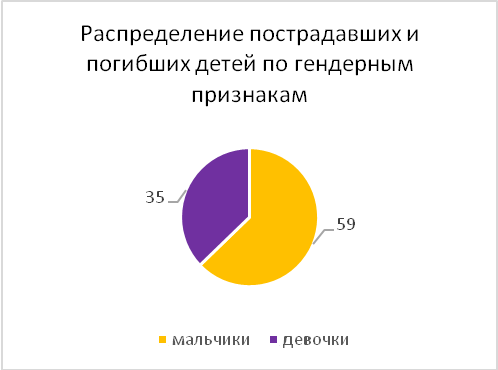 Распределение пострадавших и
погибших детей по гендерным
признакам
35
59
мальчики девочки